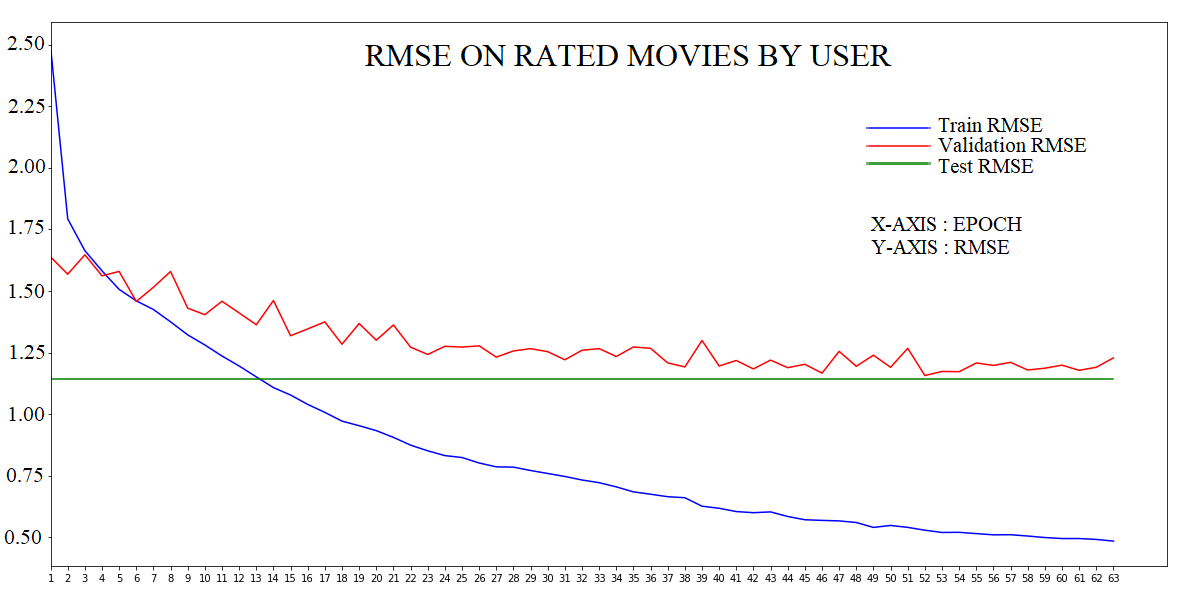 RMSE ON RATED MOVIES BY USER
Train RMSE
Validation RMSE
Test RMSE
X-AXIS : EPOCH
Y-AXIS : RMSE
2.50
2.25
2.00
1.75
1.50
1.25
1.00
0.75
0.50
1 2 3 4 5 6 7 8 9 10 11 12 13 14 15 16 17 18 19 20 21 22 23 24 25 26 27 28 29 30 31 32 33 34 35 36 37 38 39 40 41 42 43 44 45 46 47 48 49 50 51 52 53 54 55 56 57 58 59 60 61 62 63